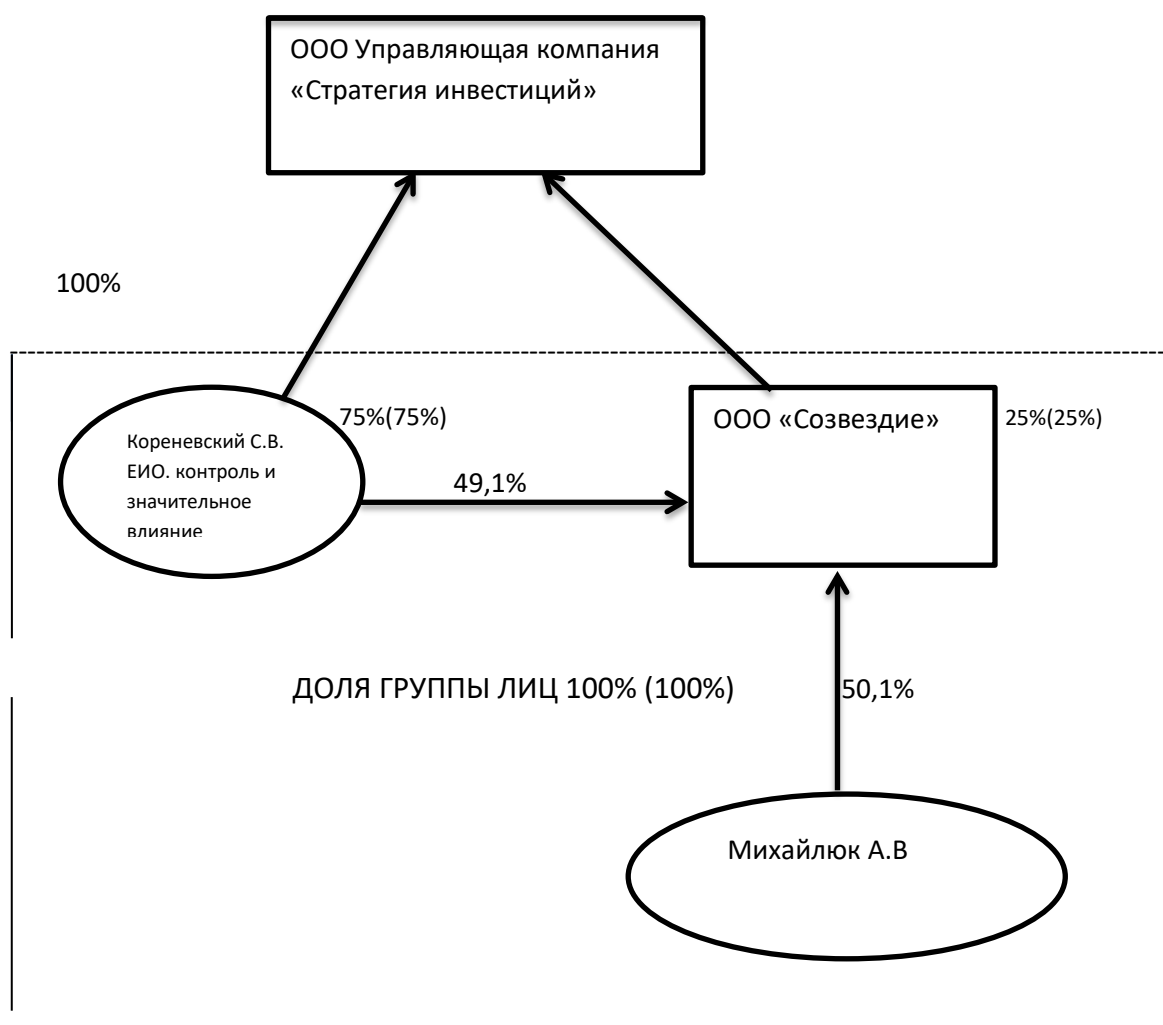 ООО Управляющая компания
«Стратегия инвестиций»
100%
75%(75%)
ООО «Созвездие»
25%(25%)
Кореневский С.В.
ЕИО. контроль и
значительное
влияние
49,1%
ДОЛЯ ГРУППЫ ЛИЦ 100% (100%)
50,1%
Михайлюк А.В